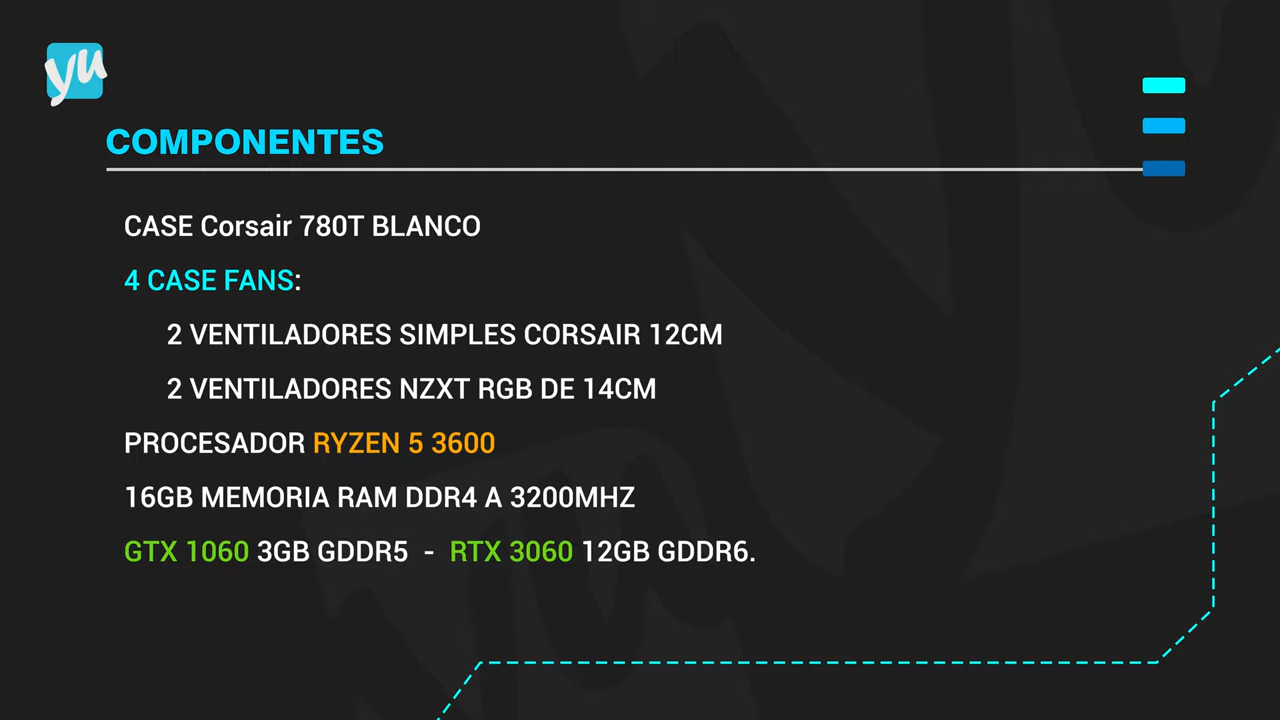 yu
COMPONENTES
CASE Corsair 780T BLANCO
4 CASE FANS:
2 VENTILADORES SIMPLES CORSAIR 12CM
2 VENTILADORES NZXT RGB DE 14CM
PROCESADOR RYZEN 5 3600
16GB MEMORIA RAM DDR4 A 3200MHZ
GTX 1060 3GB GDDR5 - RTX 3060 12GB GDDR6.